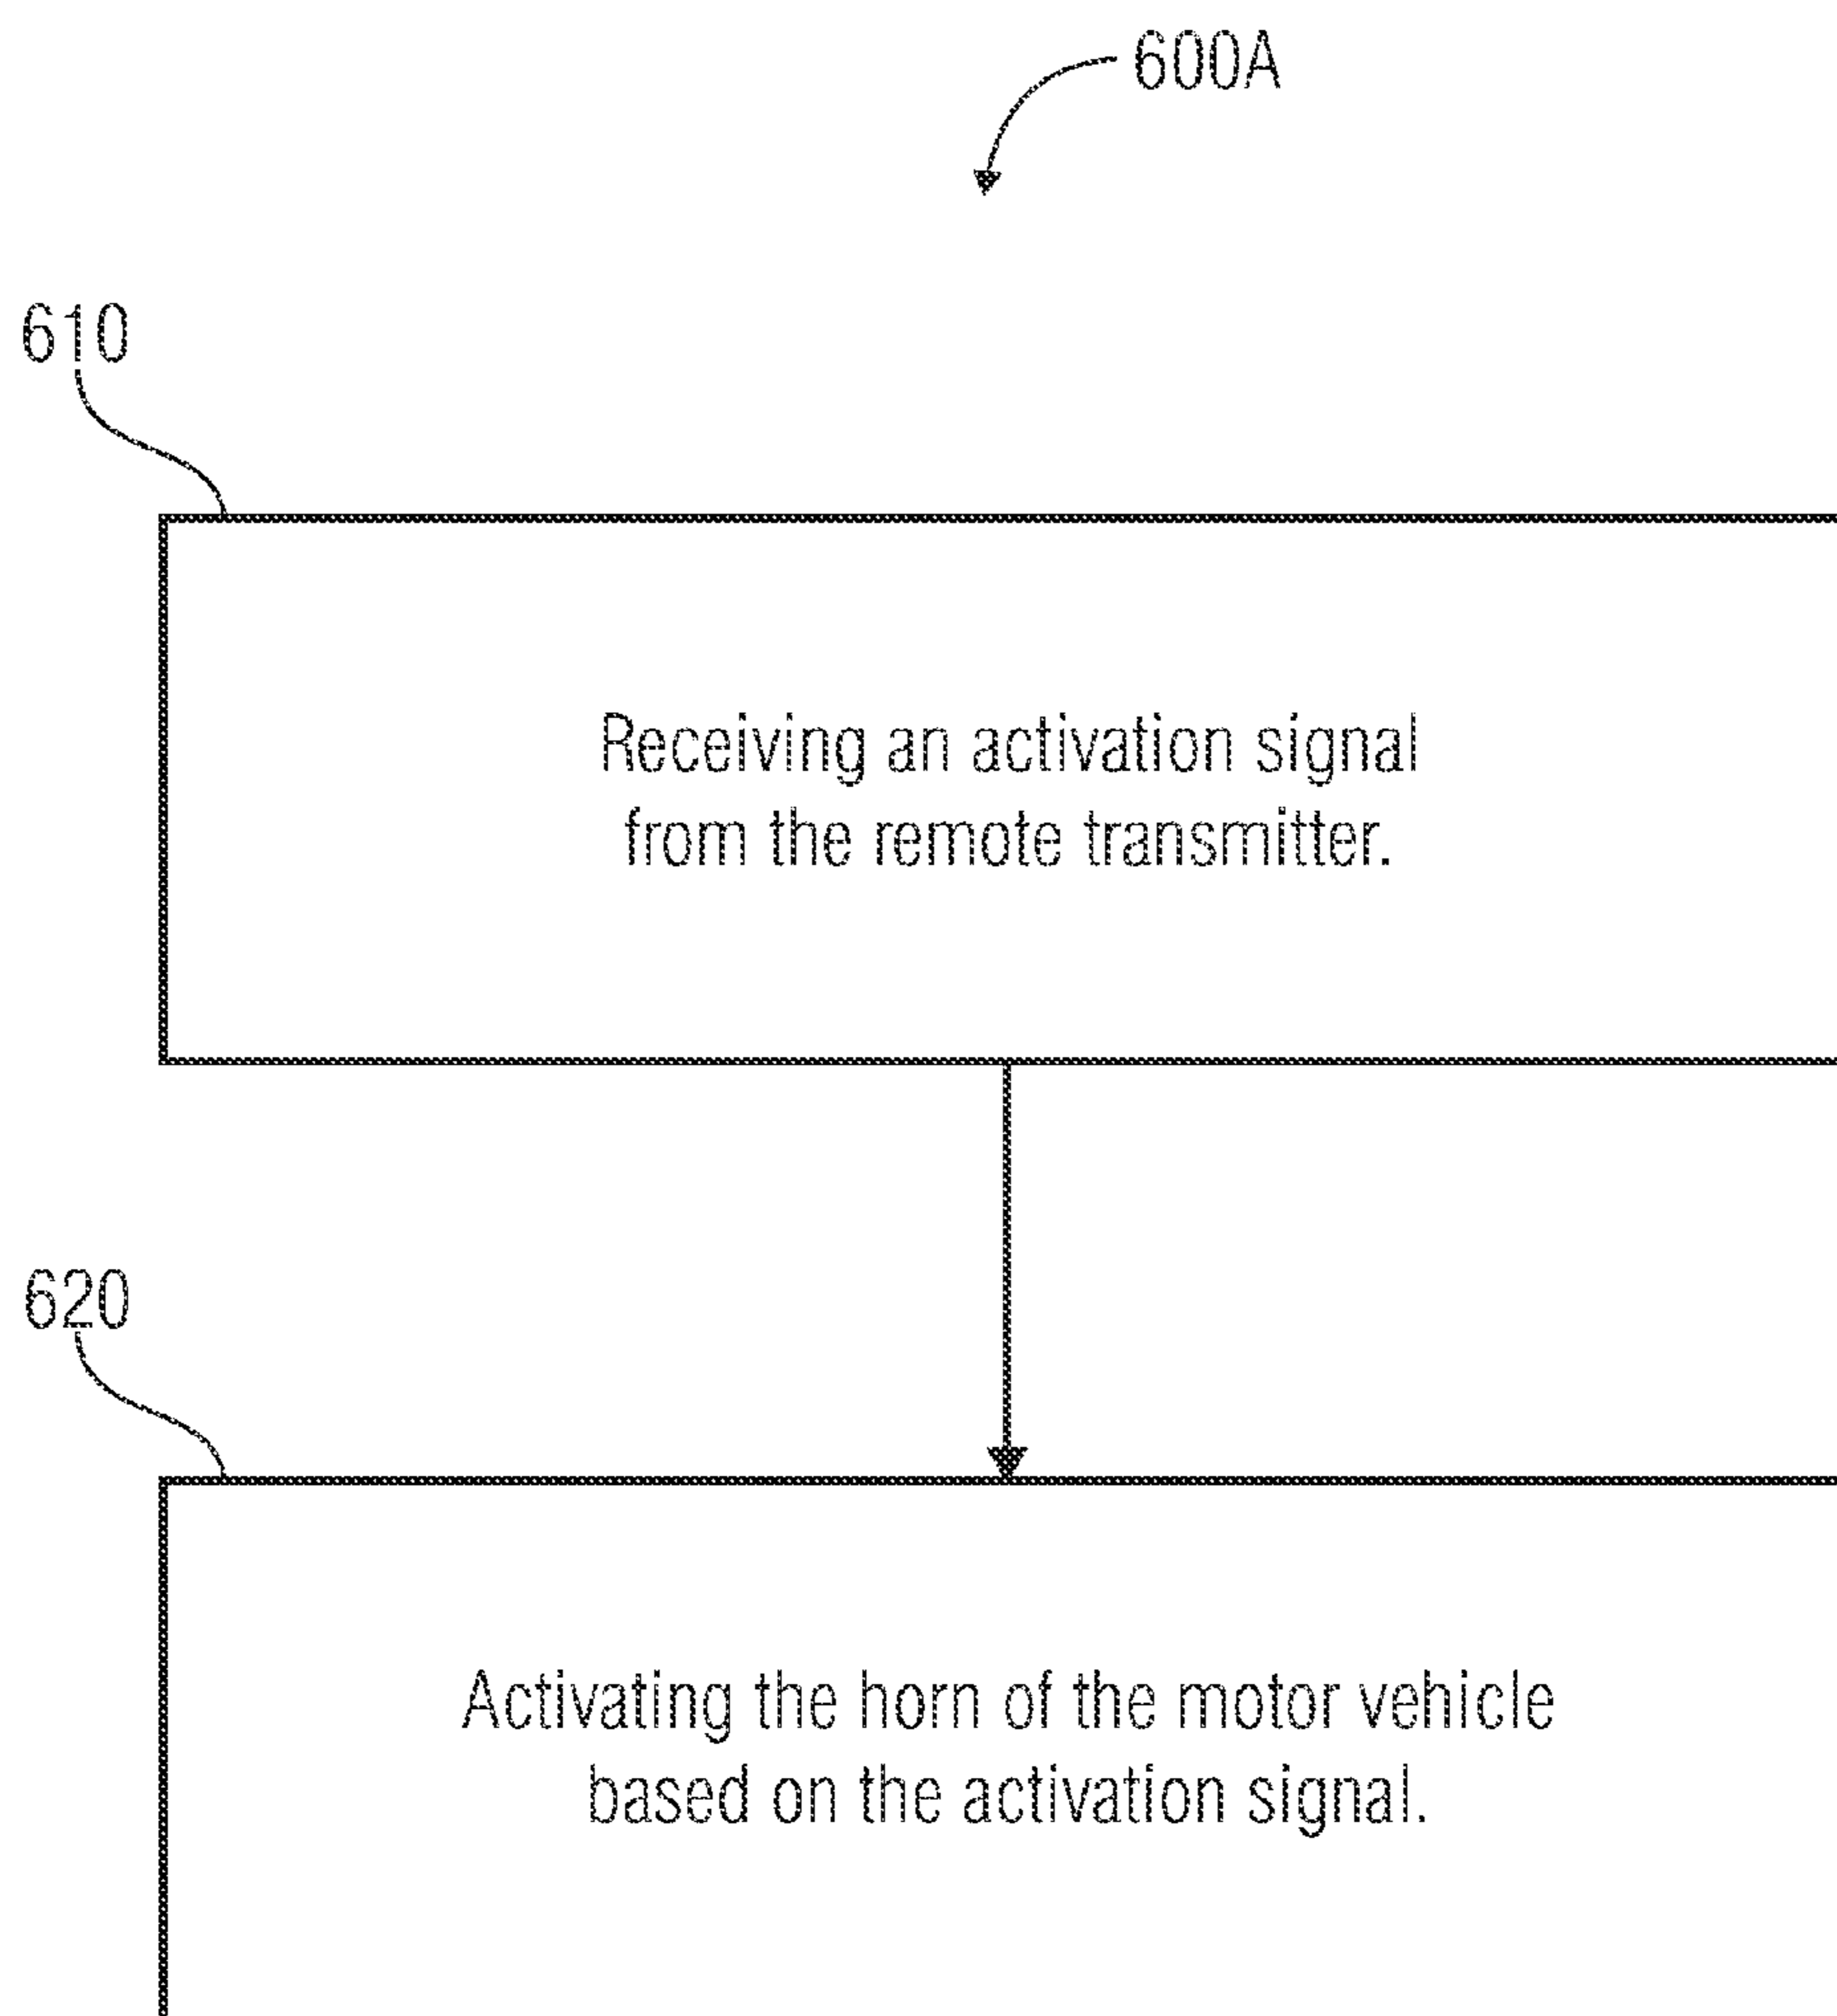 600A
610
Receiving an activation signal
from the remote transmitter.
620
Activating the horn of the motor vehicle
based on the activation signal.